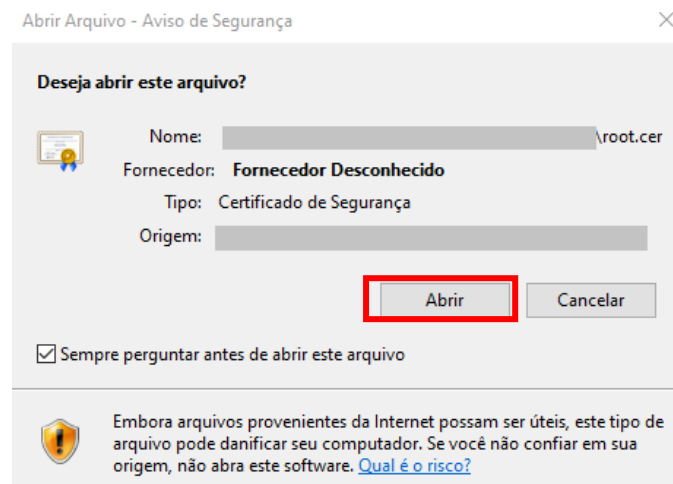 Abrir Arquivo - Aviso de Segurança
Deseja abrir este arquivo?
Nome: \root.cer
Fornecedor: Fornecedor Desconhecido
Tipo: Certificado de Segurança
Origem:
Abrir Cancelar
Sempre perguntar antes de abrir este arquivo
Embora arquivos provenientes da Internet possam ser úteis, este tipo de
arquivo pode danificar seu computador. Se você não confiar em sua
origem, não abra este software. Qual é o risco?